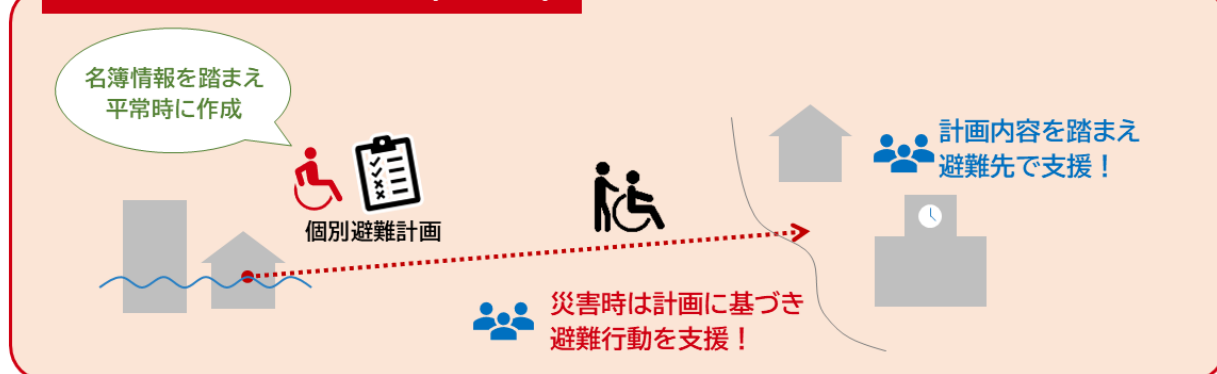 名簿情報を踏まえ
平常時に作成
個別避難計画
計画内容を踏まえ
避難先で支援！
災害時は計画に基づき
避難行動を支援！